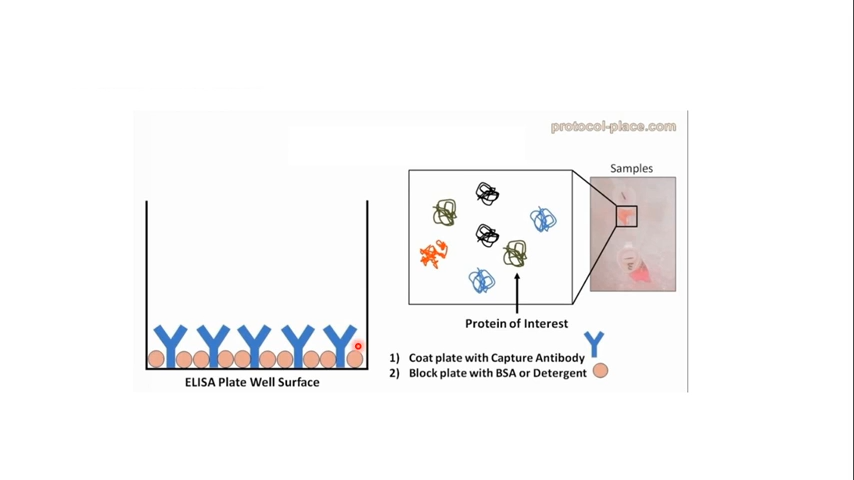 protocol-place.com
Samples
Protein of Interest
1) Coat plate with Capture Antibody
2) Block plate with BSA or Detergent
ELISA Plate Well Surface